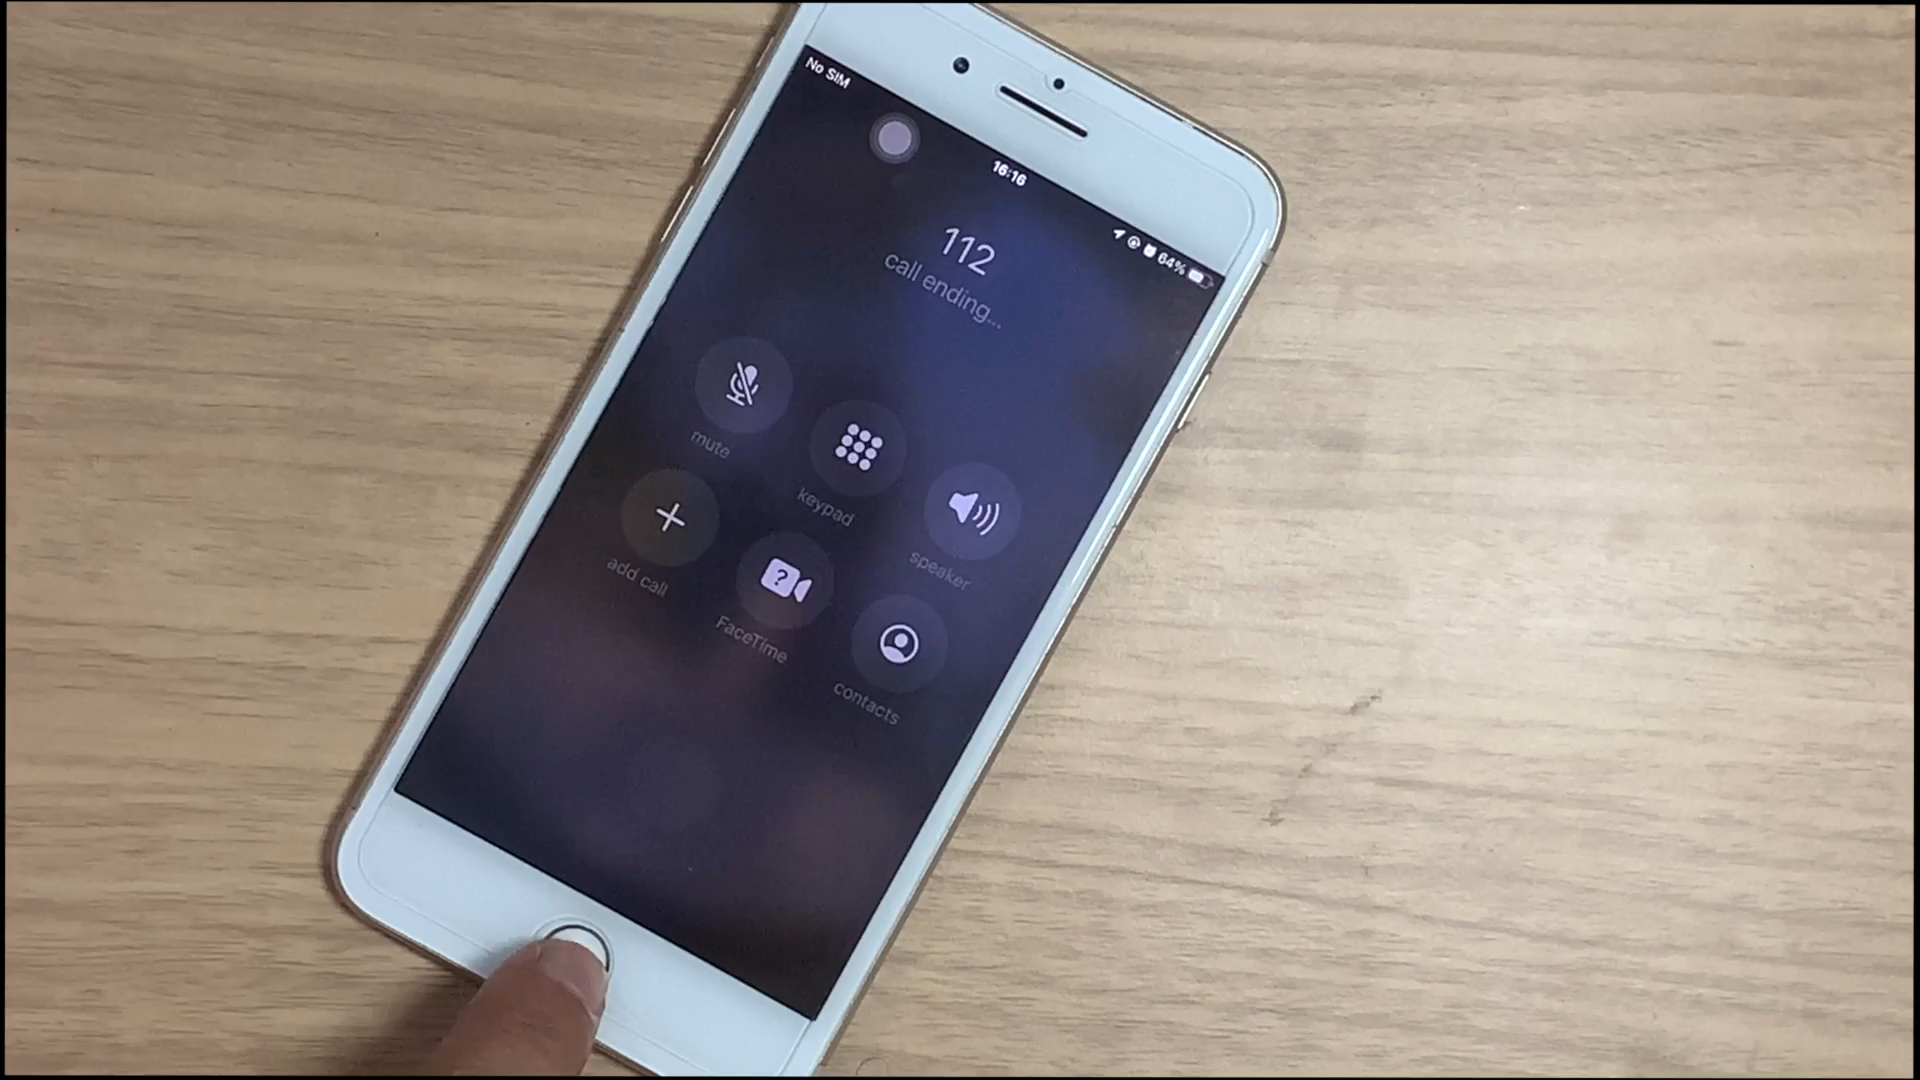 No SIM
16:16
64%
112
call ending...
mute
keypad
speaker
add call
FaceTime
contacts